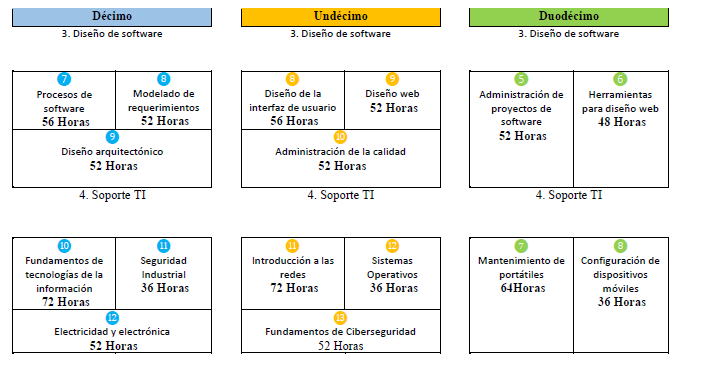 Décimo
3. Diseño de software
7
Procesos de
software
56 Horas
8
Modelado de
requerimientos
52 Horas
9
Diseño arquitectónico
52 Horas
4. Soporte TI
10
Fundamentos de
tecnologías de la
información
72 Horas
11
Seguridad
Industrial
36 Horas
12
Electricidad y electrónica
52 Horas
Undécimo
3. Diseño de software
8
Diseño de la
interfaz de usuario
56 Horas
9
Diseño web
52 Horas
10
Administración de la calidad
52 Horas
4. Soporte TI
11
Introducción a las
redes
72 Horas
12
Sistemas
Operativos
36 Horas
13
Fundamentos de Ciberseguridad
52 Horas
Duodécimo
3. Diseño de software
5
Administración de
proyectos de
software
52 Horas
6
Herramientas
para diseño web
48 Horas
4. Soporte TI
7
Mantenimiento de
portátiles
64Horas
8
Configuración de
dispositivos
móviles
36 Horas